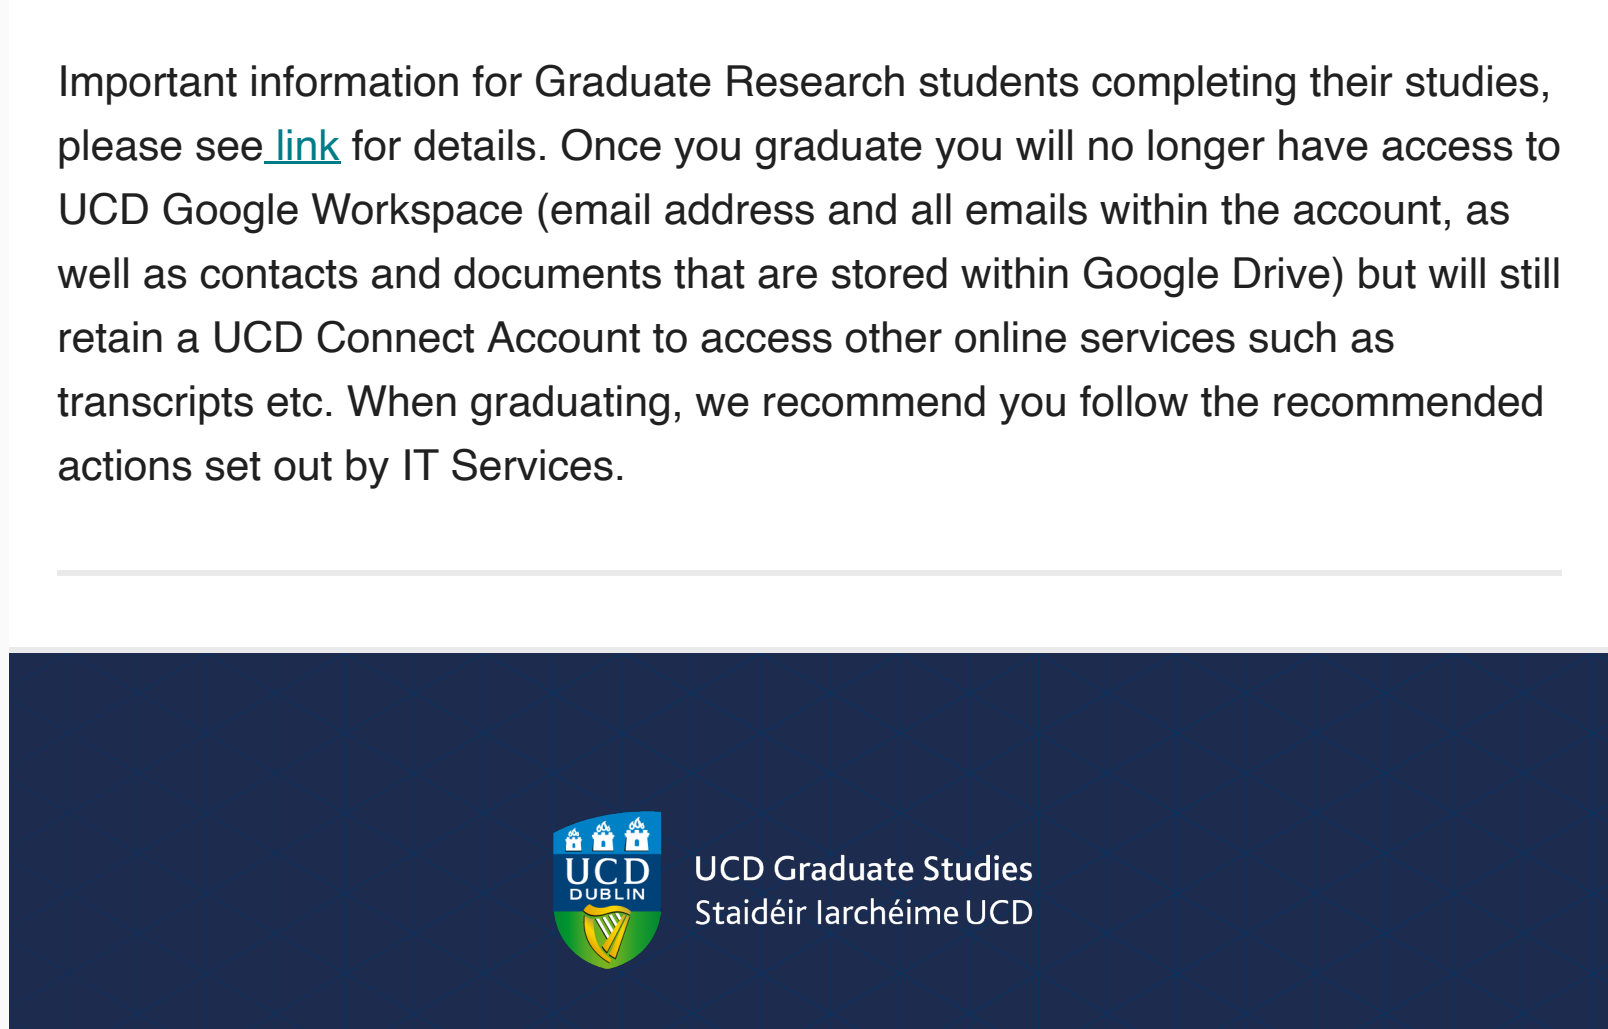 Important information for Graduate Research students completing their studies,
please see link for details. Once you graduate you will no longer have access to
UCD Google Workspace (email address and all emails within the account, as
well as contacts and documents that are stored within Google Drive) but will still
retain a UCD Connect Account to access other online services such as
transcripts etc. When graduating, we recommend you follow the recommended
actions set out by IT Services.
UCD
DUBLIN
UCD Graduate Studies
Staidéir Iarchéime UCD